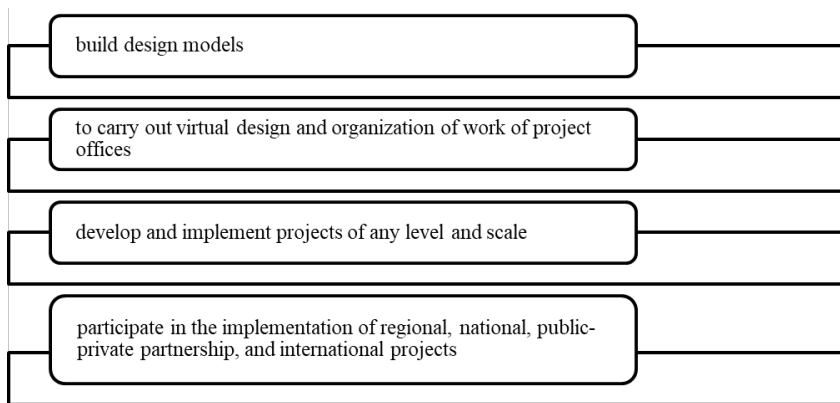 build design models
to carry out virtual design and organization of work of project
offices
develop and implement projects of any level and scale
participate in the implementation of regional, national, public-
private partnership, and international projects